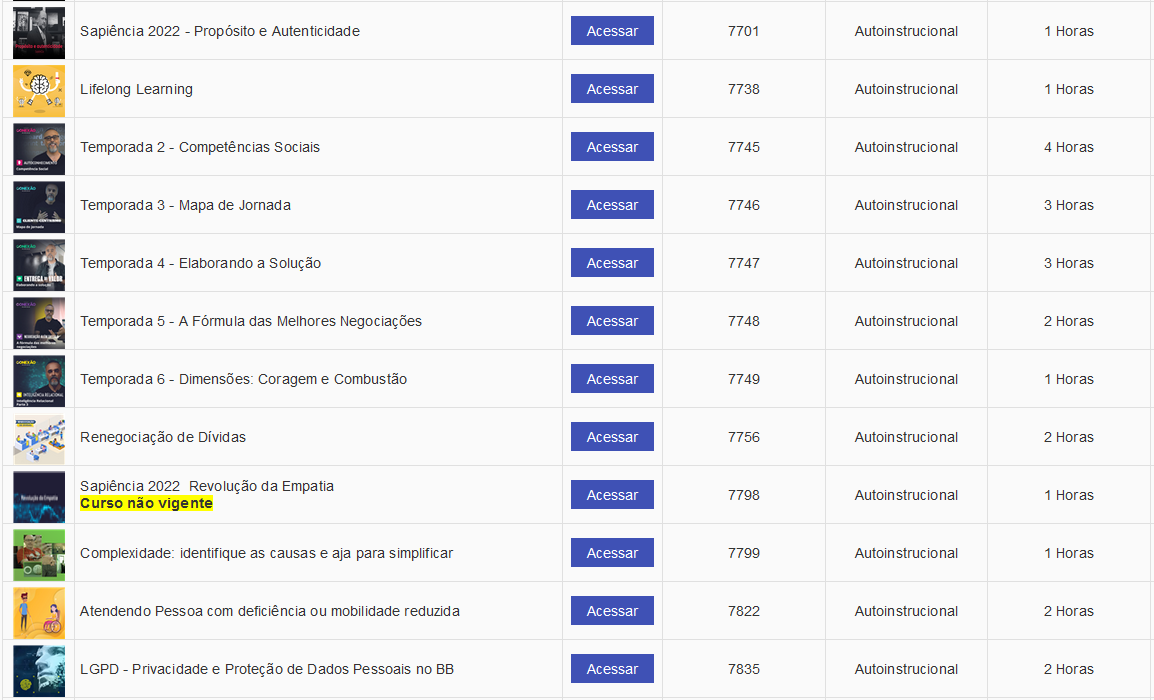 Sapiência 2022 - Propósito e Autenticidade Acessar 7701 Autoinstrucional 1 Horas
Lifelong Learning Acessar 7738 Autoinstrucional 1 Horas
Temporada 2 - Competências Sociais Acessar 7745 Autoinstrucional 4 Horas
Temporada 3 - Mapa de Jornada Acessar 7746 Autoinstrucional 3 Horas
Temporada 4 - Elaborando a Solução Acessar 7747 Autoinstrucional 3 Horas
Temporada 5 - A Fórmula das Melhores Negociações Acessar 7748 Autoinstrucional 2 Horas
Temporada 6 - Dimensões: Coragem e Combustão Acessar 7749 Autoinstrucional 1 Horas
Renegociação de Dívidas Acessar 7756 Autoinstrucional 2 Horas
Revolução de Empatia
Sapiência 2022  Revolução da Empatia
Curso não vigente
Acessar 7798 Autoinstrucional 1 Horas
Complexidade: identifique as causas e aja para simplificar Acessar 7799 Autoinstrucional 1 Horas
Atendendo Pessoa com deficiência ou mobilidade reduzida Acessar 7822 Autoinstrucional 2 Horas
LGPD - Privacidade e Proteção de Dados Pessoais no BB Acessar 7835 Autoinstrucional 2 Horas